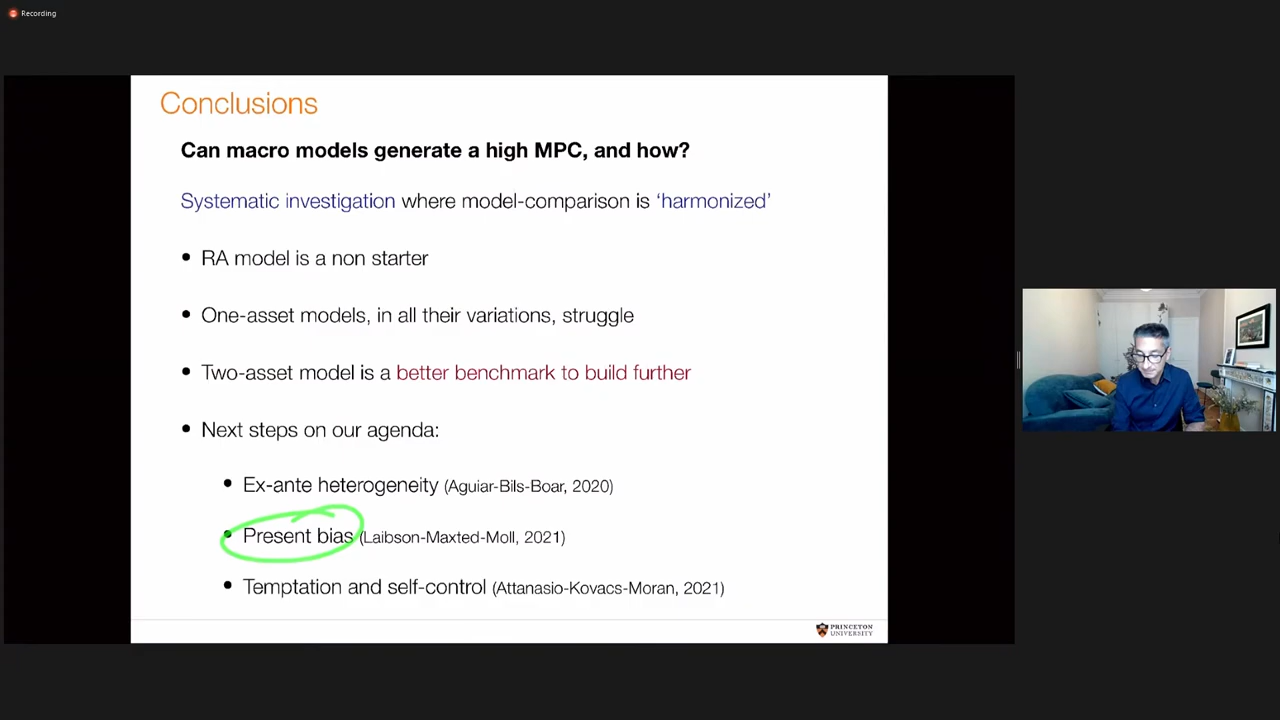 Recording
Conclusions
Can macro models generate a high MPC, and how?
Systematic investigation where model-comparison is ‘harmonized’
• RA model is a non starter
• One-asset models, in all their variations, struggle
• Two-asset model is a better benchmark to build further
• Next steps on our agenda:
• Ex-ante heterogeneity (Aguiar-Bils-Boar, 2020)
• Present bias (Laibson-Maxted-Moll, 2021)
• Temptation and self-control (Attanasio-Kovacs-Moran, 2021)
PRINCETON
UNIVERSITY